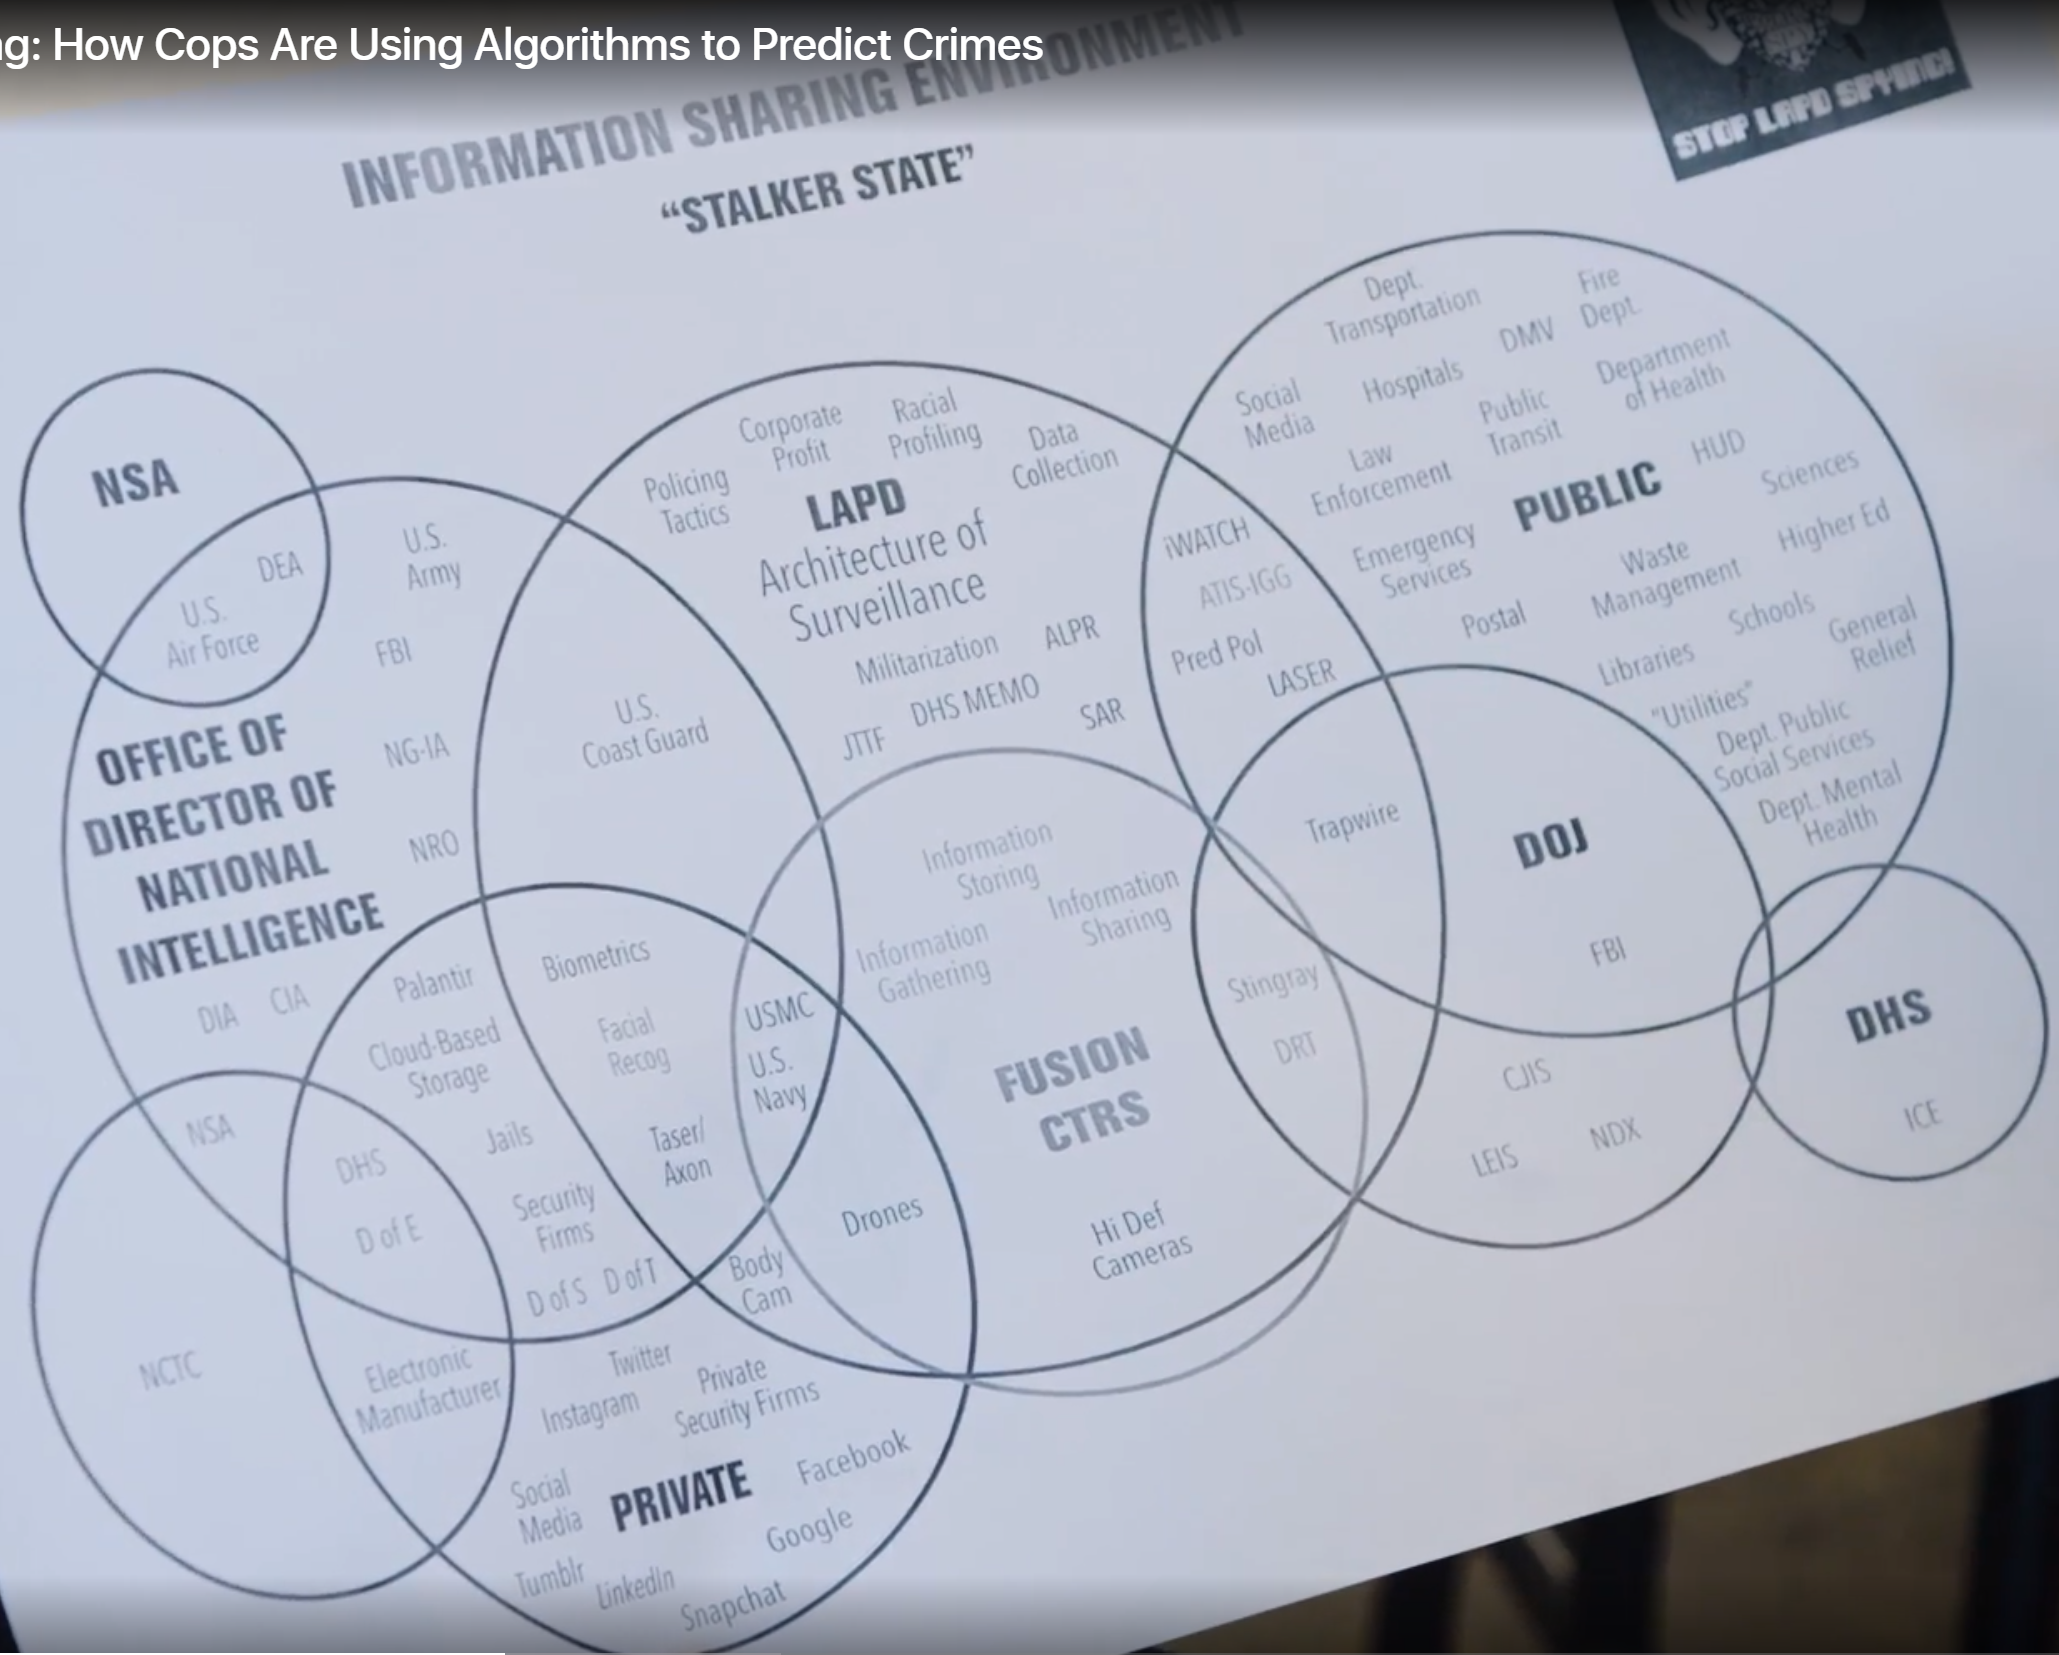 ng: How Cops Are Using Algorithms to Predict Crimes
INFORMATION SHARING ENVIRONMENT
“STALKER STATE”
STOP LAPD SPYING!
NSA
DEA
U.S.
Air Force
U.S.
Army
FBI
OFFICE OF
DIRECTOR OF
NATIONAL
INTELLIGENCE
NG-IA
NRO
DIA CIA
Policing
Tactics
Corporate
Profit
Racial
Profiling
Data
Collection
LAPD
Architecture of
Surveillance
Militarization
ALPR
DHS MEMO
JTTF
SAR
U.S.
Coast Guard
iWATCH
ATIS-IGG
Pred Pol
LASER
Dept.
Transportation
Fire
Dept.
DMV
Social
Media
Hospitals
Department
of Health
Public
Transit
Law
Enforcement
HUD
PUBLIC
Sciences
Emergency
Services
Higher Ed
Waste
Management
Postal
Schools
General
Relief
Libraries
“Utilities”
Dept. Public
Social Services
Dept. Mental
Health
Trapwire
DOJ
FBI
Stingray
DRT
CJIS
NDX
LEIS
DHS
ICE
Information
Storing
Information
Sharing
Information
Gathering
FUSION
CTRS
Hi Def
Cameras
Palantir
Biometrics
Cloud-Based
Storage
Facial
Recog
USMC
U.S.
Navy
Jails
Taser/
Axon
NSA
DHS
D of E
Security
Firms
D of S D of T
Body
Cam
Drones
NCTC
Electronic
Manufacturer
Twitter
Instagram
Private
Security Firms
Social
Media
PRIVATE
Facebook
Google
Tumblr
LinkedIn
Snapchat